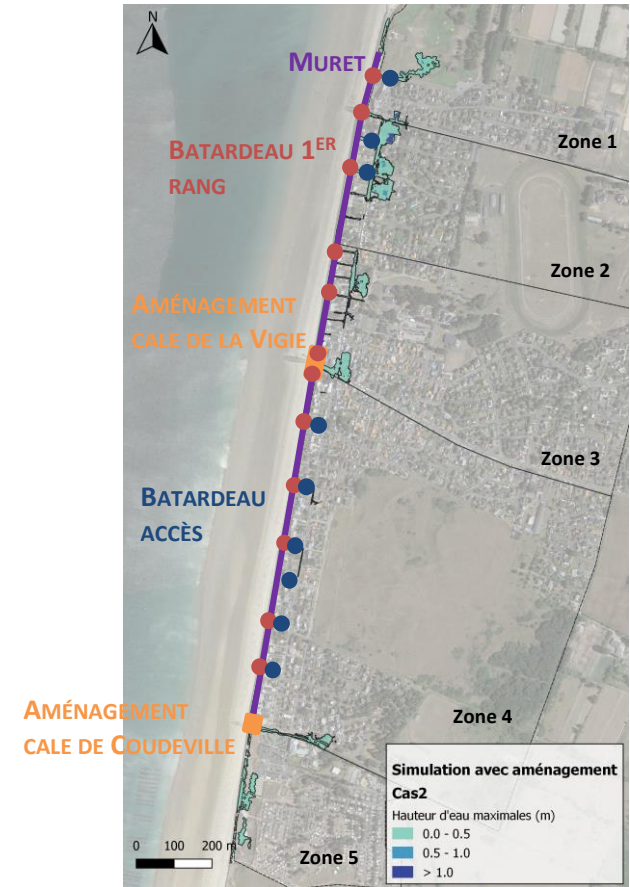 N
MURET
BATARDEAU 1ER
RANG
Zone 1
Zone 2
AMÉNAGEMENT
CALE DE LA VIGIE
Zone 3
BATARDEAU
ACCÈS
AMÉNAGEMENT
CALE DE COUDEVILLE
Zone 4
Simulation avec aménagement
Cas2
Hauteur d'eau maximales (m)
0.0 - 0.5
0.5 - 1.0
> 1.0
0 100 200 m
Zone 5